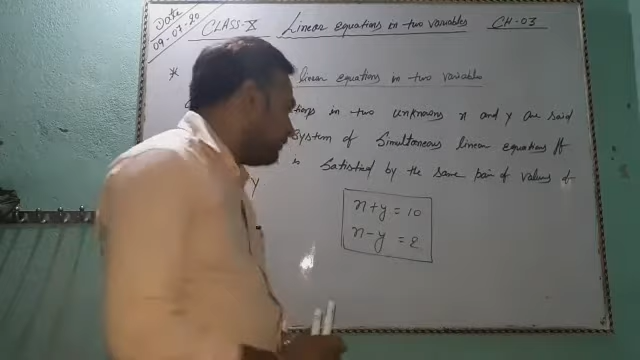 Date
09-07-20
CLASS-X Linear equations in two variables CH-03
* linear equations in two variables
in two unknowns x and y are said
System of Simultaneous linear equations If
is satisfied by the same pair of values of
y
x+y = 10
x-y = 2